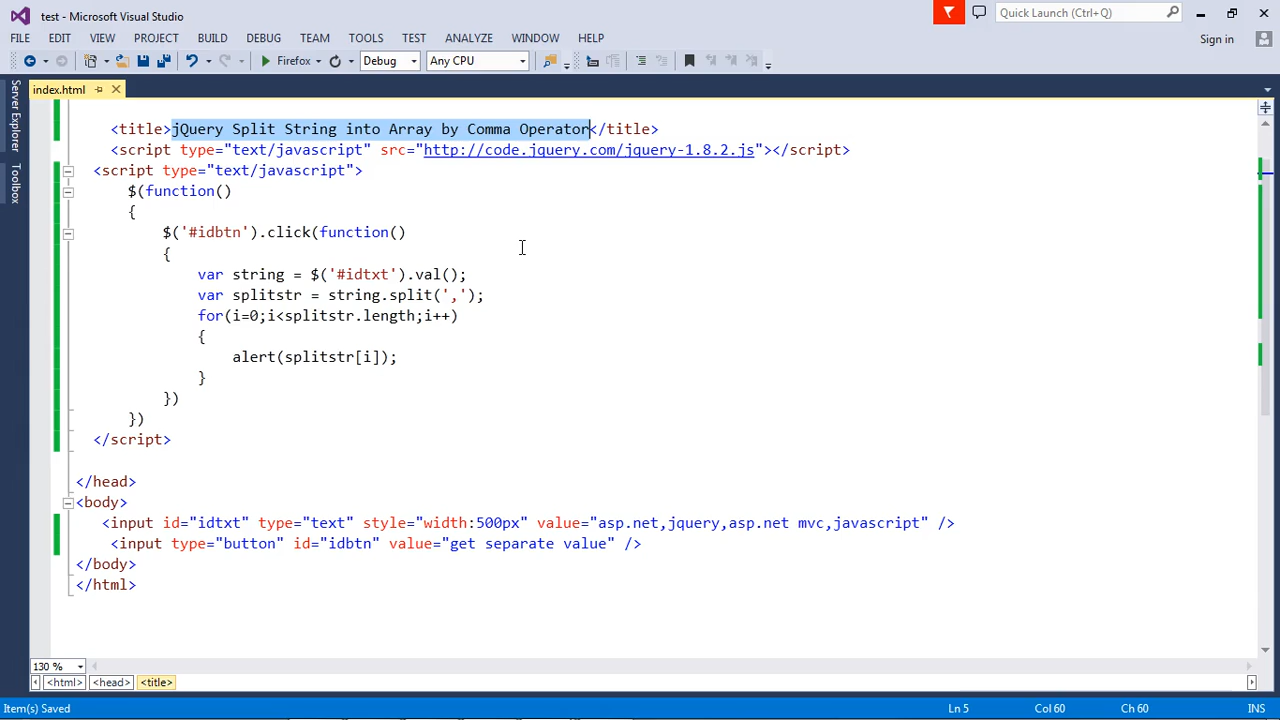 test - Microsoft Visual Studio
Quick Launch (Ctrl+Q)
FILE EDIT VIEW PROJECT BUILD DEBUG TEAM TOOLS TEST ANALYZE WINDOW HELP
Sign in
Firefox Debug Any CPU
index.html
Server Explorer
Toolbox
<title>jQuery Split String into Array by Comma Operator</title>
<script type="text/javascript" src="http://code.jquery.com/jquery-1.8.2.js"></script>
<script type="text/javascript">
$(function()
{
$('#idbtn').click(function()
{
var string = $('#idtxt').val();
var splitstr = string.split(',');
for(i=0;i<splitstr.length;i++)
{
alert(splitstr[i]);
}
})
})
</script>
</head>
<body>
<input id="idtxt" type="text" style="width:500px" value="asp.net,jquery,asp.net mvc,javascript" />
<input type="button" id="idbtn" value="get separate value" />
</body>
</html>
130 %
<html> <head> <title>
Item(s) Saved Ln 5 Col 60 Ch 60 INS